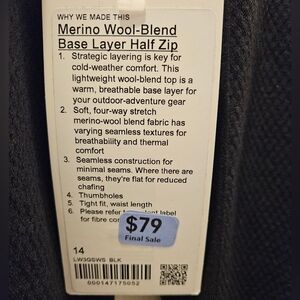 WHY WE MADE THIS
Merino Wool-Blend
Base Layer Half Zip
1. Strategic layering is key for
cold-weather comfort. This
lightweight wool-blend top is a
warm, breathable base layer for
your outdoor-adventure gear
2. Soft, four-way stretch
merino-wool blend fabric has
varying seamless textures for
breathability and thermal
comfort
3. Seamless construction for
minimal seams. Where there are
seams, they're flat for reduced
chafing
4. Thumbholes
5. Tight fit, waist length
6. Please refer label
for fibre
$79
Final Sale
14
LW3GSWS BLK
000147175052